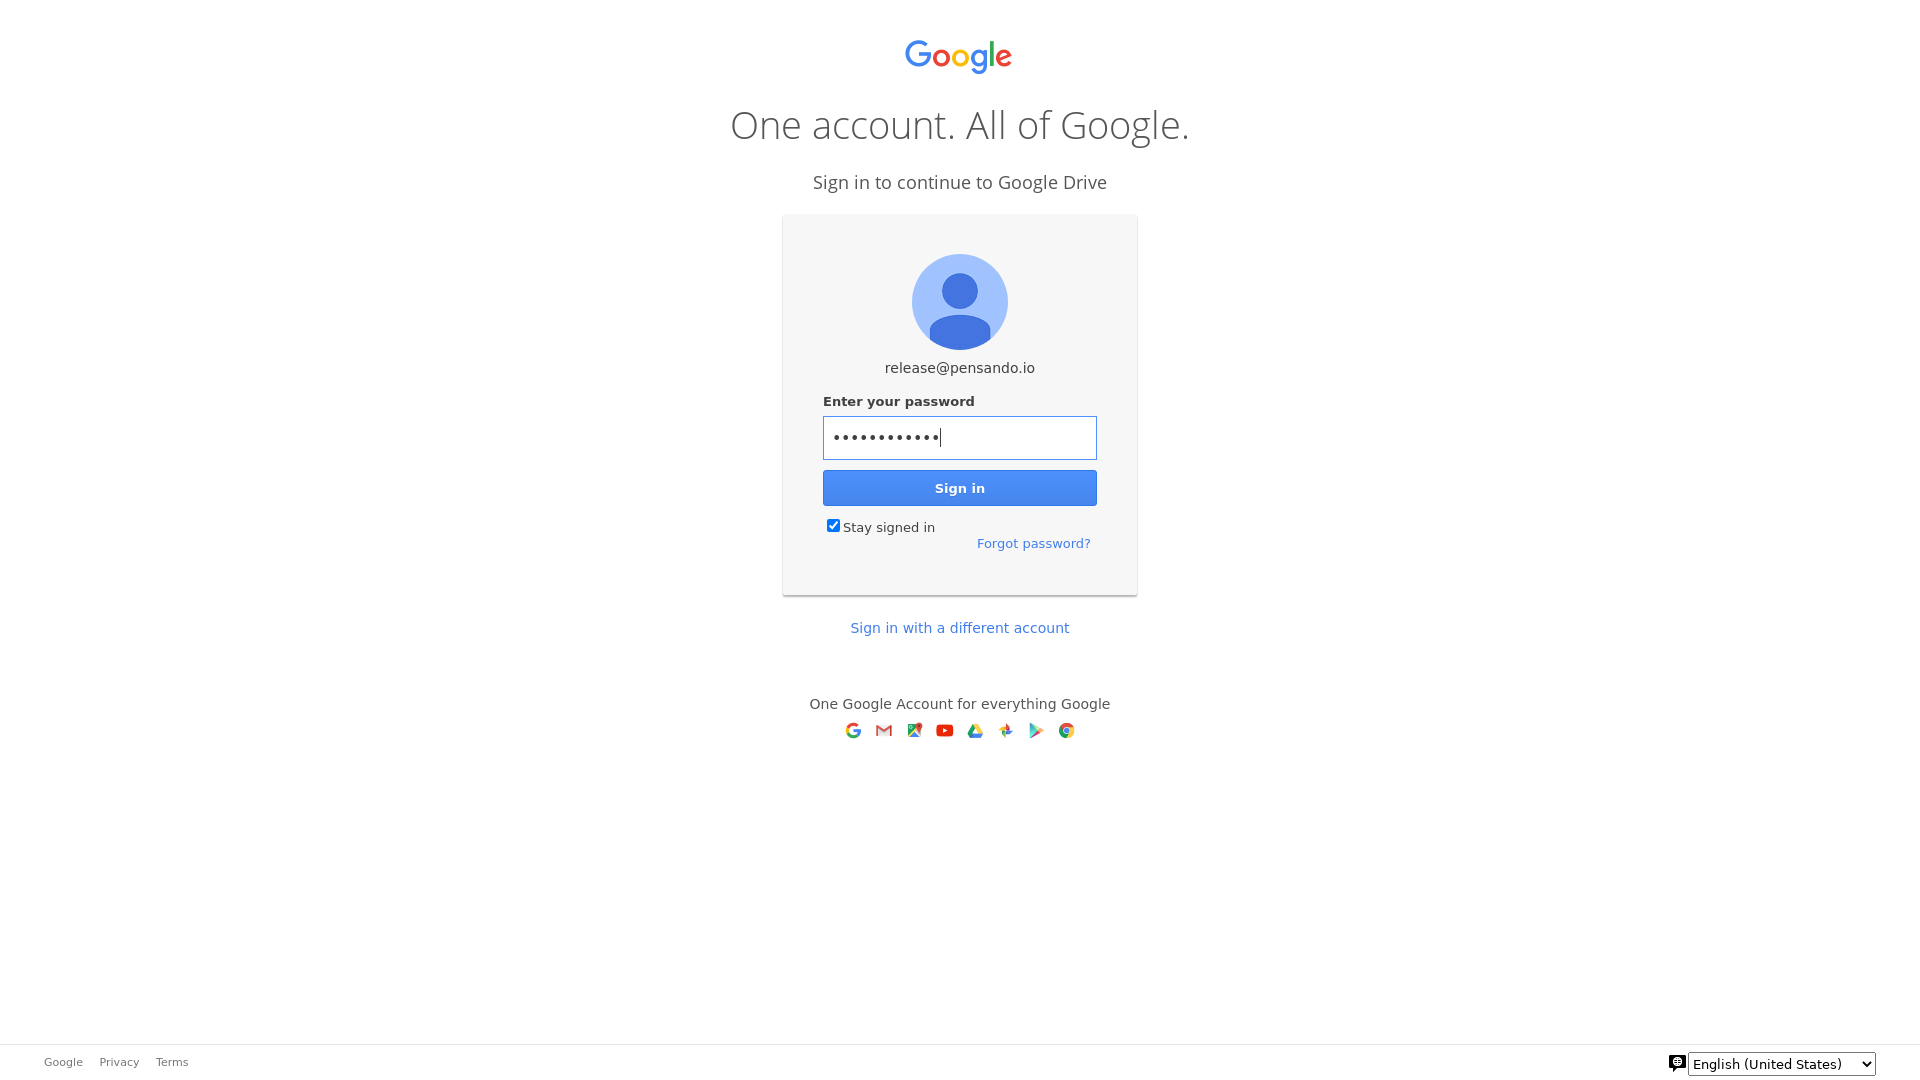 Google
One account. All of Google.
Sign in to continue to Google Drive
release@pensando.io
Enter your password
••••••••••••
Sign in
Stay signed in
Forgot password?
Sign in with a different account
One Google Account for everything Google
Google Privacy Terms
English (United States)